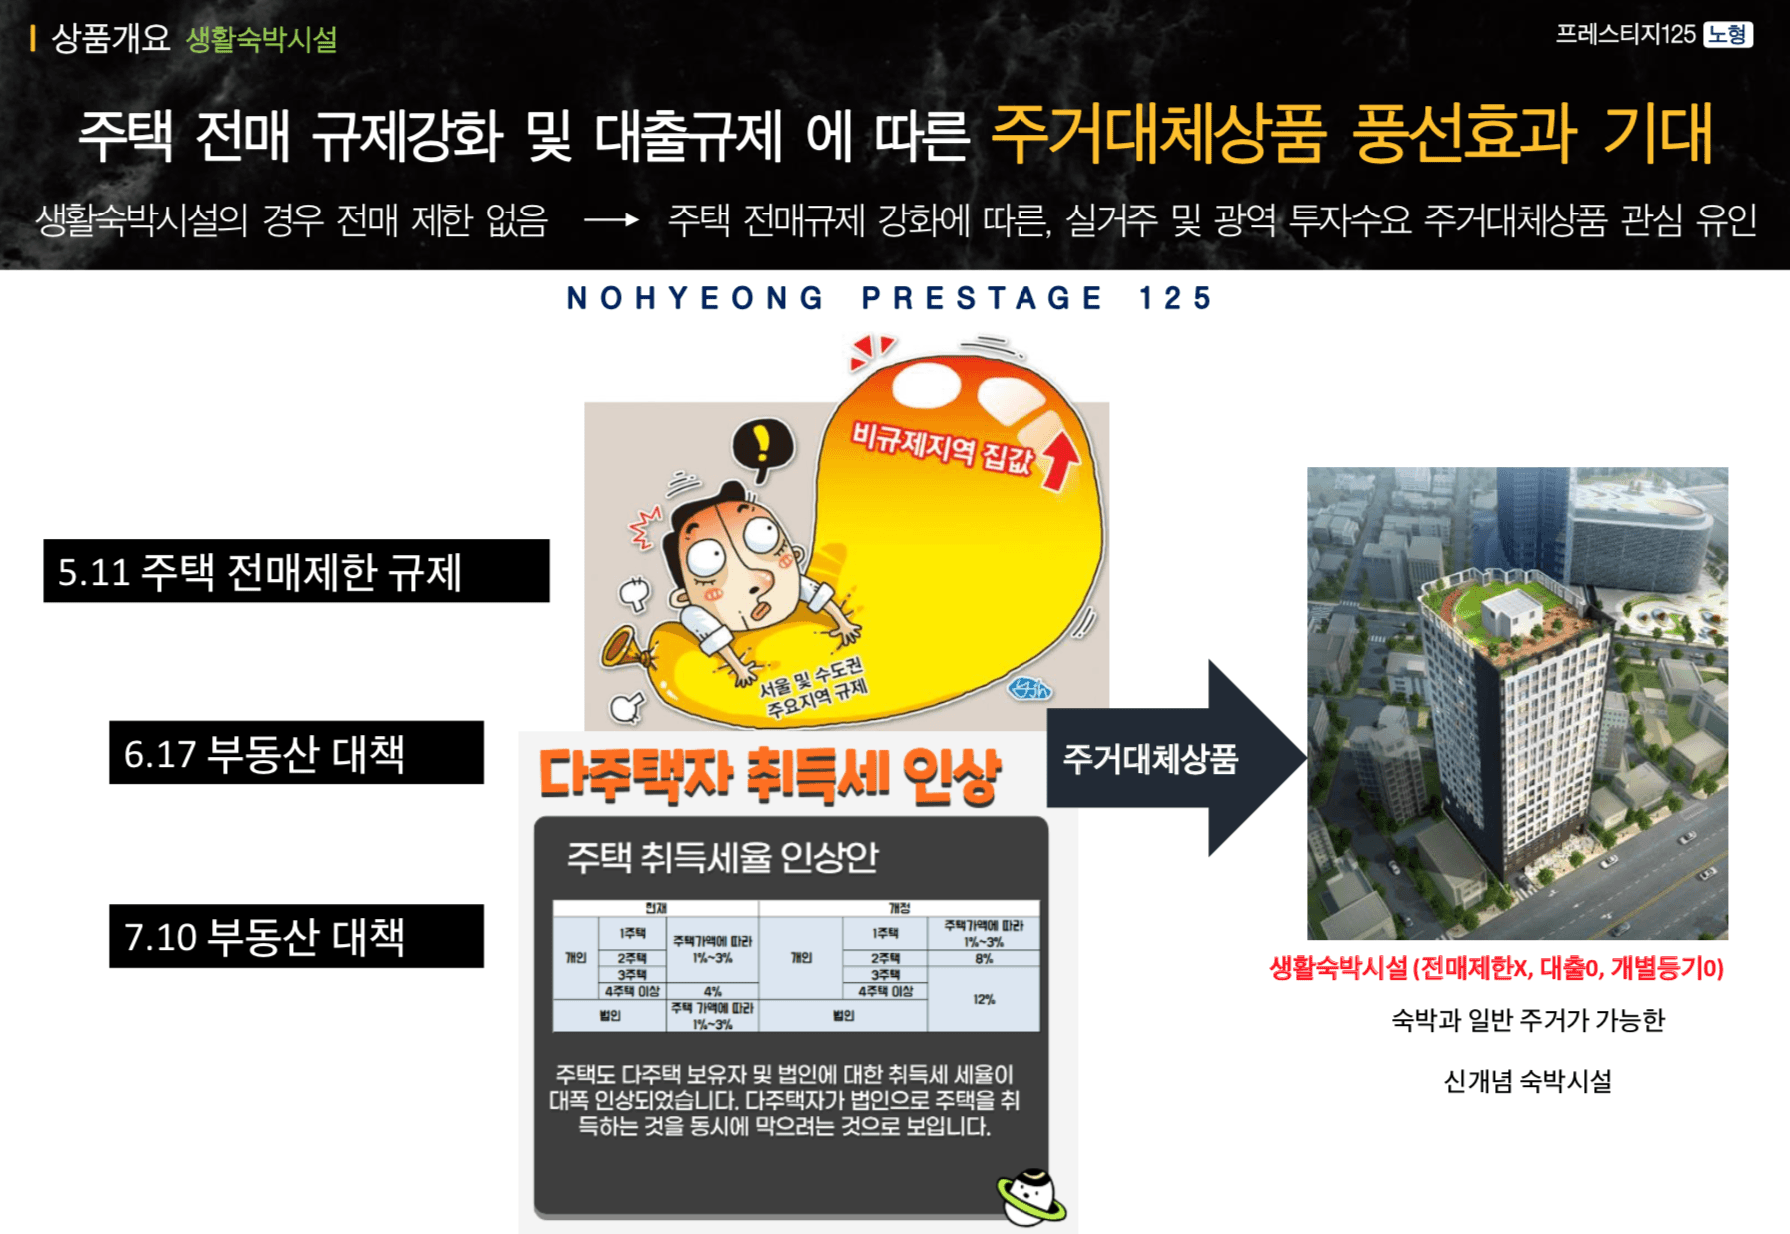 상품개요 생활숙박시설
프레스티지125 노형
주택 전매 규제강화 및 대출규제 에 따른 주거대체상품 풍선효과 기대
생활숙박시설의 경우 전매 제한 없음 → 주택 전매규제 강화에 따른, 실거주 및 광역 투자수요 주거대체상품 관심 유인
NOHYEONG PRESTAGE 125
비규제지역 집값
서울 및 수도권
주요지역 규제
5.11 주택 전매제한 규제
6.17 부동산 대책
7.10 부동산 대책
다주택자 취득세 인상
주택 취득세율 인상안
현재 개정
개인 1주택 주택가액에 따라 1%~3% 개인 1주택 주택가액에 따라 1%~3%
2주택 2주택 8%
3주택 3주택 12%
4주택 이상 4% 4주택 이상
법인 주택 가액에 따라 1%~3% 법인
주택도 다주택 보유자 및 법인에 대한 취득세 세율이
대폭 인상되었습니다. 다주택자가 법인으로 주택을 취
득하는 것을 동시에 막으려는 것으로 보입니다.
주거대체상품
생활숙박시설 (전매제한X, 대출0, 개별등기0)
숙박과 일반 주거가 가능한
신개념 숙박시설